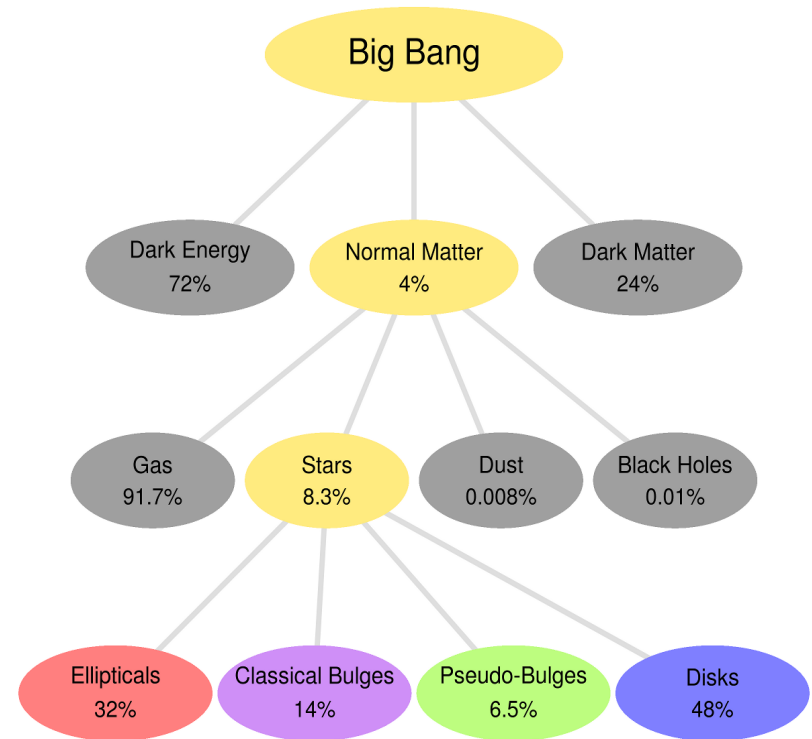 Big Bang
Dark Energy
72%
Normal Matter
4%
Dark Matter
24%
Gas
91.7%
Stars
8.3%
Dust
0.008%
Black Holes
0.01%
Ellipticals
32%
Classical Bulges
14%
Pseudo-Bulges
6.5%
Disks
48%